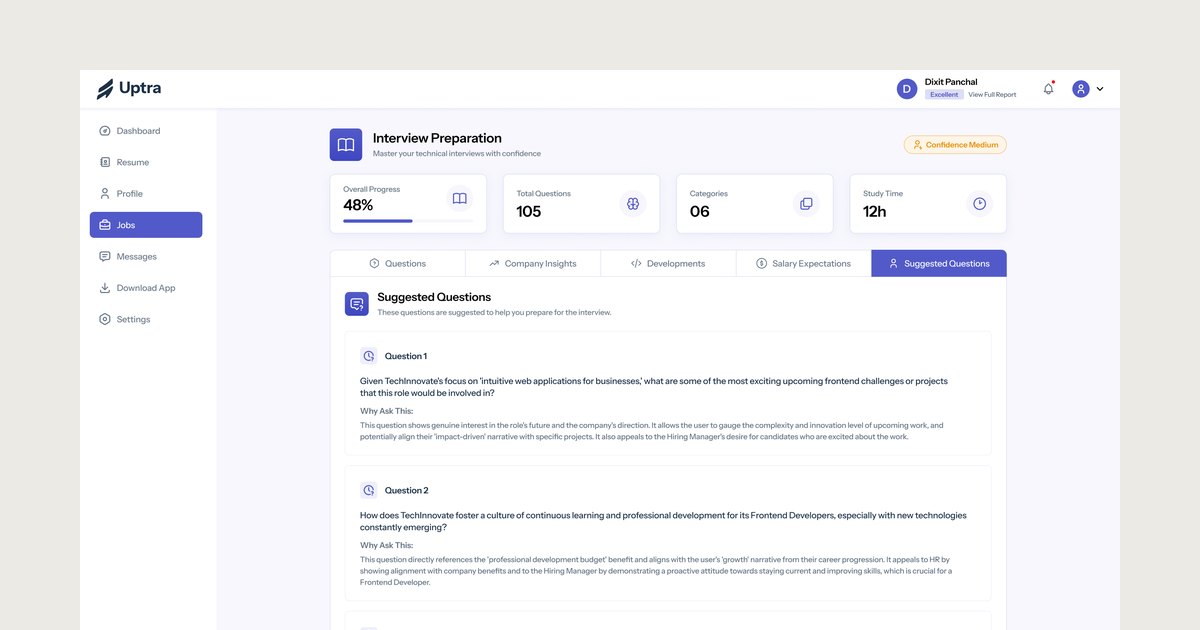 Uptra
D
Dixit Panchal
Excellent
View Full Report
Dashboard
Resume
Profile
Jobs
Messages
Download App
Settings
Interview Preparation
Master your technical interviews with confidence
Confidence Medium
Overall Progress
48%
Total Questions
105
Categories
06
Study Time
12h
Questions
Company Insights
Developments
Salary Expectations
Suggested Questions
Suggested Questions
These questions are suggested to help you prepare for the interview.
Question 1
Given TechInnovate's focus on 'intuitive web applications for businesses,' what are some of the most exciting upcoming frontend challenges or projects
that this role would be involved in?
Why Ask This:
This question shows genuine interest in the role's future and the company's direction. It allows the user to gauge the complexity and innovation level of upcoming work, and
potentially align their 'impact-driven' narrative with specific projects. It also appeals to the Hiring Manager's desire for candidates who are excited about the work.
Question 2
How does TechInnovate foster a culture of continuous learning and professional development for its Frontend Developers, especially with new technologies
constantly emerging?
Why Ask This:
This question directly references the 'professional development budget' benefit and aligns with the user's 'growth' narrative from their career progression. It appeals to HR by
showing alignment with company benefits and to the Hiring Manager by demonstrating a proactive attitude towards staying current and improving skills, which is crucial for a
Frontend Developer.